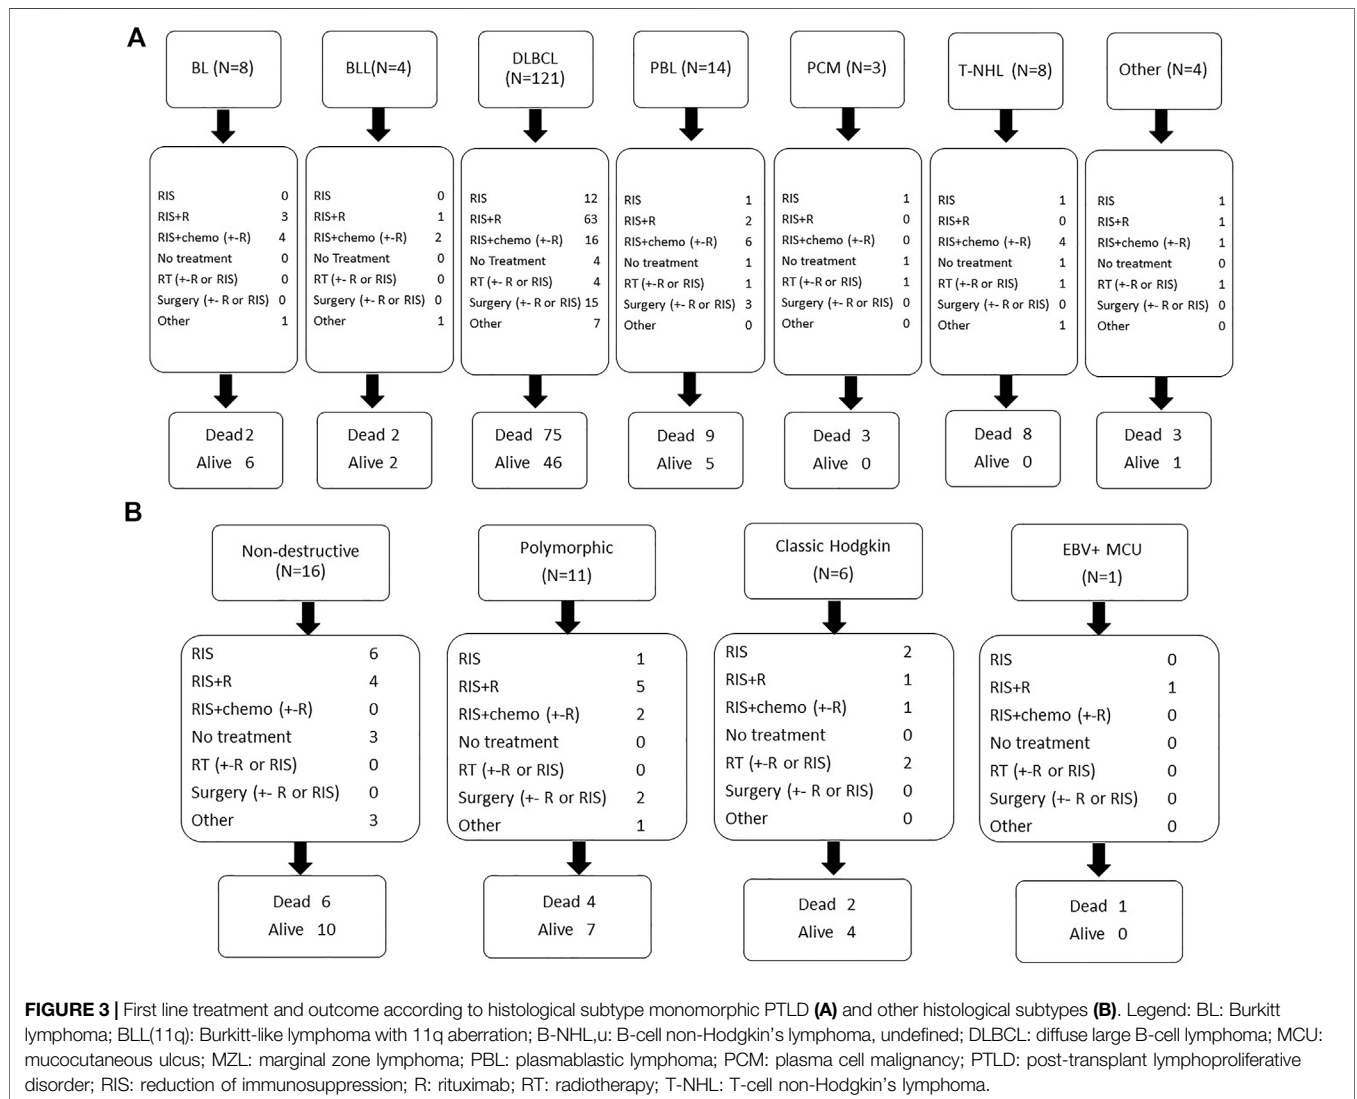 A
BL (N=8)
BLL(N=4)
DLBCL
(N=121)
PBL (N=14)
PCM (N=3)
T-NHL (N=8)
Other (N=4)
RIS 0
RIS+R 3
RIS+chemo (+-R) 4
No treatment 0
RT (+-R or RIS) 0
Surgery (+- R or RIS) 0
Other 1
RIS 0
RIS+R 1
RIS+chemo (+-R) 2
No Treatment 0
RT (+-R or RIS) 0
Surgery (+- R or RIS) 0
Other 1
RIS 12
RIS+R 63
RIS+chemo (+-R) 16
No Treatment 4
RT (+- R or RIS) 4
Surgery (+- R or RIS) 15
Other 7
RIS 1
RIS+R 2
RIS+chemo (+-R) 6
No treatment 1
RT (+-R or RIS) 1
Surgery (+- R or RIS) 3
Other 0
RIS 1
RIS+R 0
RIS+chemo (+-R) 0
No treatment 1
RT (+-R or RIS) 1
Surgery (+- R or RIS) 0
Other 0
RIS 1
RIS+R 0
RIS+chemo (+-R) 4
No treatment 1
RT (+-R or RIS) 1
Surgery (+- R or RIS) 0
Other 1
RIS 1
RIS+R 1
RIS+chemo (+-R) 1
No treatment 0
RT (+-R or RIS) 1
Surgery (+- R or RIS) 0
Other 0
Dead 2
Alive 6
Dead 2
Alive 2
Dead 75
Alive 46
Dead 9
Alive 5
Dead 3
Alive 0
Dead 8
Alive 0
Dead 3
Alive 1
B
Non-destructive
(N=16)
Polymorphic
(N=11)
Classic Hodgkin
(N=6)
EBV+ MCU
(N=1)
RIS 6
RIS+R 4
RIS+chemo (+-R) 0
No treatment 3
RT (+-R or RIS) 0
Surgery (+- R or RIS) 0
Other 3
RIS 1
RIS+R 5
RIS+chemo (+-R) 2
No treatment 0
RT (+-R or RIS) 0
Surgery (+- R or RIS) 2
Other 1
RIS 2
RIS+R 1
RIS+chemo (+-R) 1
No treatment 0
RT (+-R or RIS) 2
Surgery (+- R or RIS) 0
Other 0
RIS 0
RIS+R 1
RIS+chemo (+-R) 0
No treatment 0
RT (+-R or RIS) 0
Surgery (+- R or RIS) 0
Other 0
Dead 6
Alive 10
Dead 4
Alive 7
Dead 2
Alive 4
Dead 1
Alive 0
FIGURE 3 | First line treatment and outcome according to histological subtype monomorphic PTLD (A) and other histological subtypes (B). Legend: BL: Burkitt
lymphoma; BLL(11q): Burkitt-like lymphoma with 11q aberration; B-NHL,u: B-cell non-Hodgkin's lymphoma, undefined; DLBCL: diffuse large B-cell lymphoma; MCU:
mucocutaneous ulcus; MZL: marginal zone lymphoma; PBL: plasmablastic lymphoma; PCM: plasma cell malignancy; PTLD: post-transplant lymphoproliferative
disorder; RIS: reduction of immunosuppression; R: rituximab; RT: radiotherapy; T-NHL: T-cell non-Hodgkin's lymphoma.